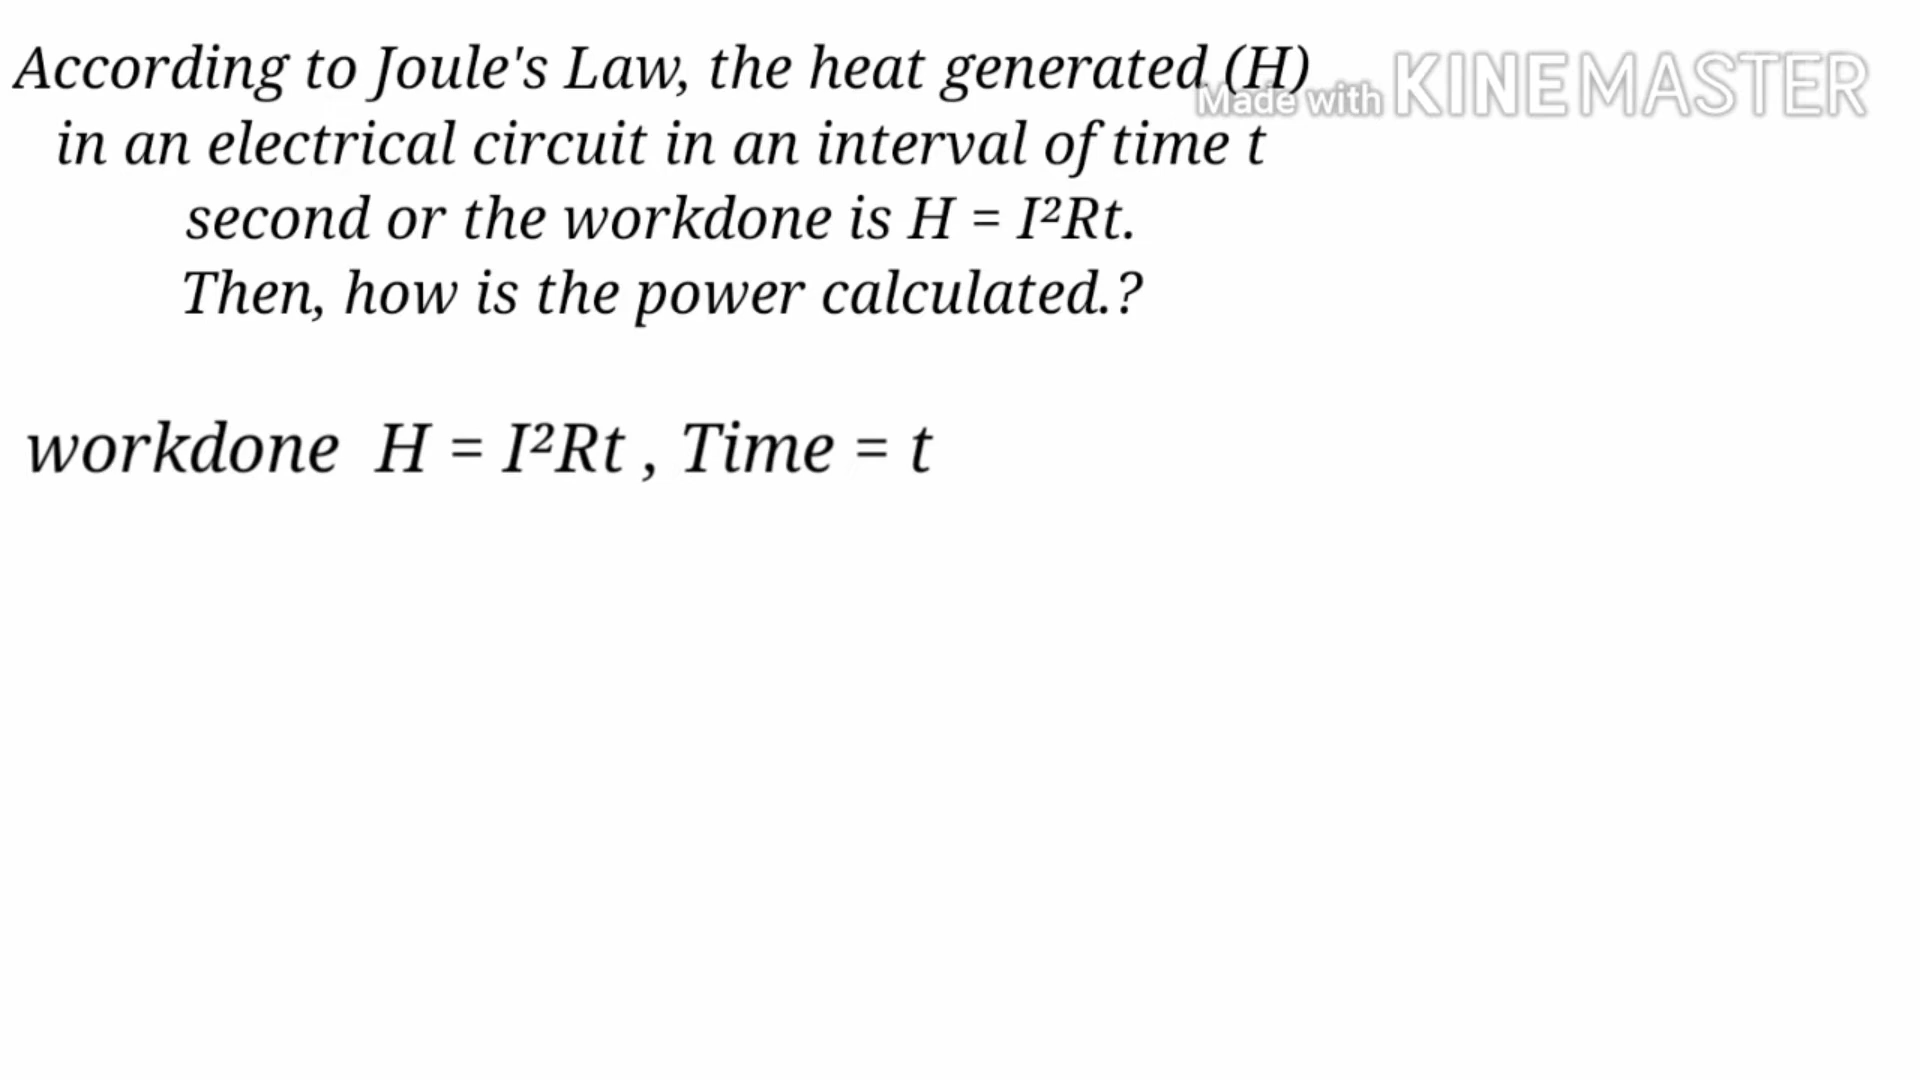 According to Joule's Law, the heat generated (H)
Made with KINEMASTER
in an electrical circuit in an interval of time t
second or the workdone is H = I²Rt.
Then, how is the power calculated.?
workdone H = I²Rt , Time = t